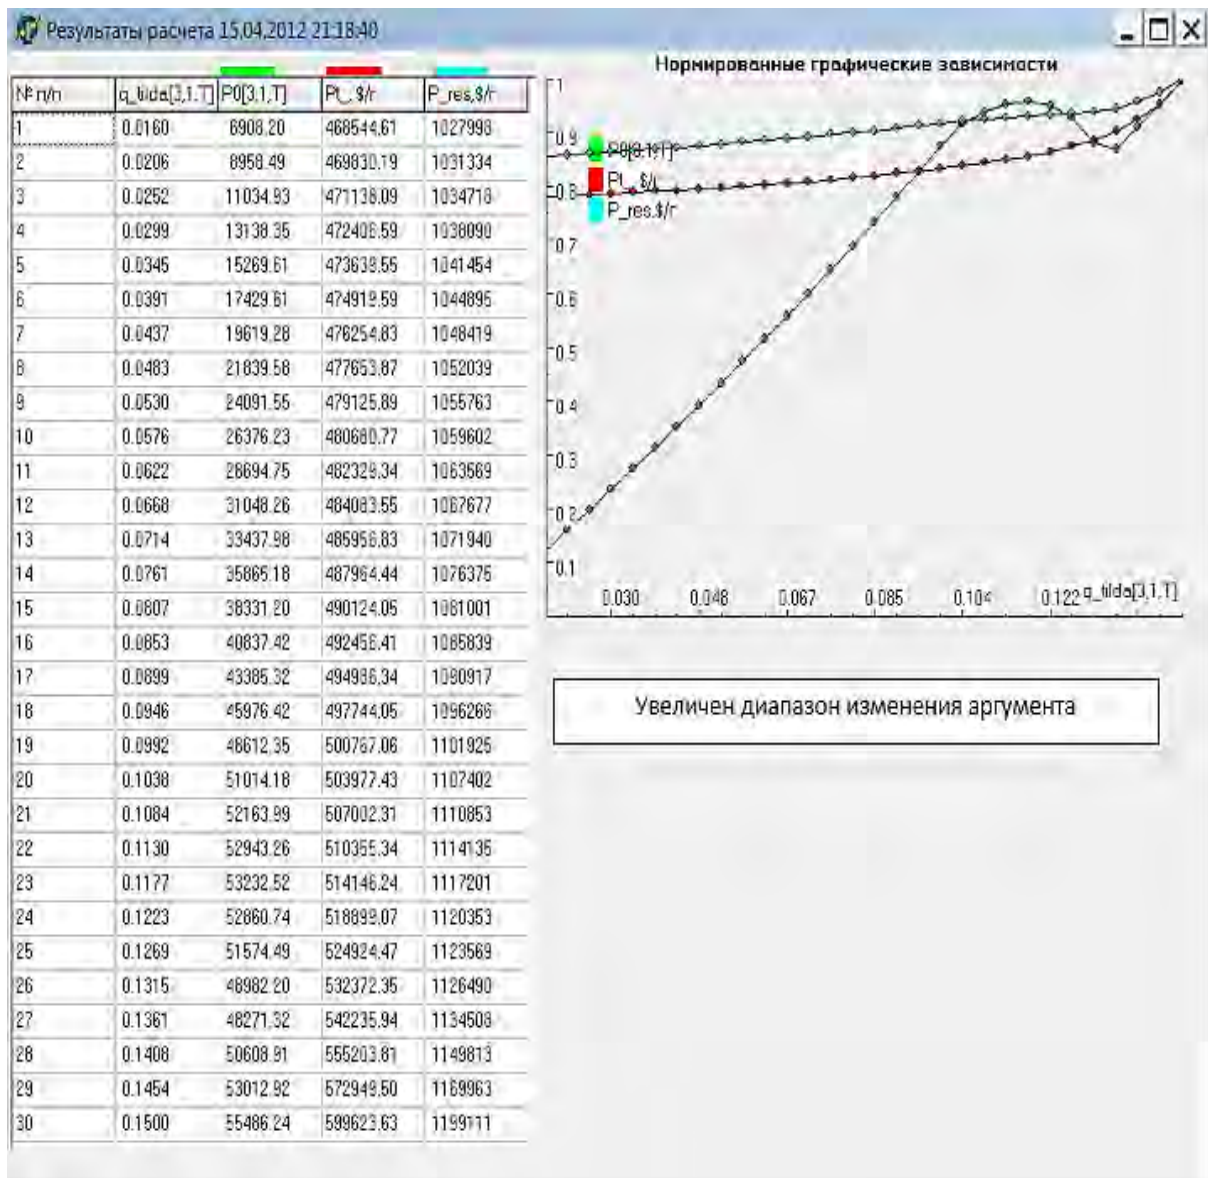 Результаты расчета 15.04.2012 21:18:40
№ п/п q_tilda[3,1,T] P0[3,1,T] Pt_, $/г P_res,$/г
1 0.0160 6908.20 468544.61 1027998
2 0.0206 8958.49 469830.19 1031334
3 0.0252 11034.93 471138.09 1034718
4 0.0299 13138.35 472406.59 1038090
5 0.0345 15269.61 473639.55 1041454
6 0.0391 17429.61 474919.59 1044895
7 0.0437 19619.28 476254.83 1048419
8 0.0483 21839.58 477653.87 1052039
9 0.0530 24091.55 479125.89 1055763
10 0.0576 26376.23 480680.77 1059602
11 0.0622 28694.75 482329.34 1063569
12 0.0668 31048.26 484083.55 1067677
13 0.0714 33437.98 485956.83 1071940
14 0.0761 35865.18 487964.44 1076375
15 0.0807 38331.20 490124.05 1081001
16 0.0853 40837.42 492456.41 1085839
17 0.0899 43385.32 494986.34 1090917
18 0.0946 45976.42 497744.05 1096266
19 0.0992 48612.35 500767.06 1101925
20 0.1038 51014.18 503977.43 1107402
21 0.1084 52163.99 507002.31 1110853
22 0.1130 52943.26 510355.34 1114135
23 0.1177 53232.52 514146.24 1117201
24 0.1223 52860.74 518899.07 1120353
25 0.1269 51574.49 524924.47 1123569
26 0.1315 48982.20 532372.35 1126490
27 0.1361 48271.32 542235.94 1134508
28 0.1408 50608.91 555203.81 1149813
29 0.1454 53012.92 572949.50 1169963
30 0.1500 55486.24 599623.63 1199111
Нормированные графические зависимости
1
0.9
P0[3,1,T]
Pt_, $/г
0.8
P_res,$/г
0.7
0.6
0.5
0.4
0.3
0.2
0.1
0.030 0.048 0.067 0.085 0.104 0.122 q_tilda[3,1,T]
Увеличен диапазон изменения аргумента